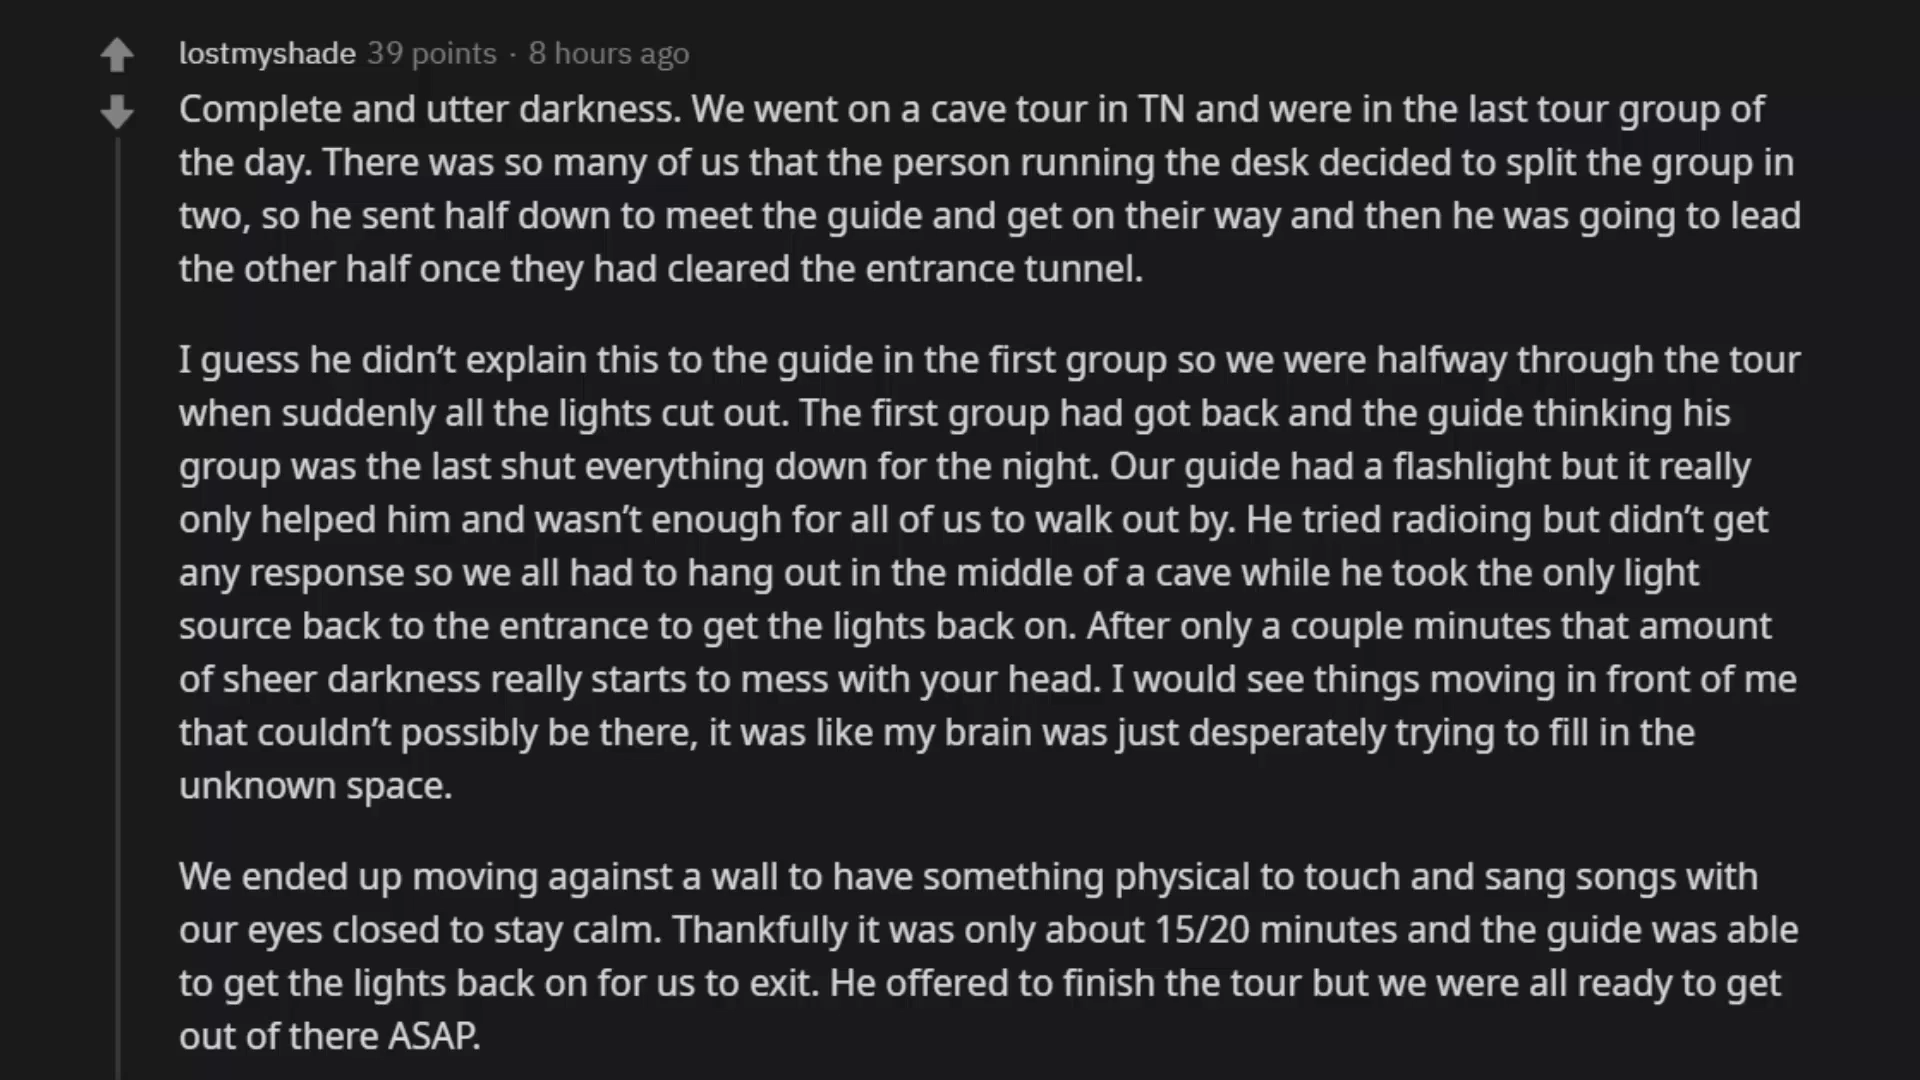 lostmyshade 39 points · 8 hours ago
Complete and utter darkness. We went on a cave tour in TN and were in the last tour group of
the day. There was so many of us that the person running the desk decided to split the group in
two, so he sent half down to meet the guide and get on their way and then he was going to lead
the other half once they had cleared the entrance tunnel.
I guess he didn’t explain this to the guide in the first group so we were halfway through the tour
when suddenly all the lights cut out. The first group had got back and the guide thinking his
group was the last shut everything down for the night. Our guide had a flashlight but it really
only helped him and wasn’t enough for all of us to walk out by. He tried radioing but didn’t get
any response so we all had to hang out in the middle of a cave while he took the only light
source back to the entrance to get the lights back on. After only a couple minutes that amount
of sheer darkness really starts to mess with your head. I would see things moving in front of me
that couldn’t possibly be there, it was like my brain was just desperately trying to fill in the
unknown space.
We ended up moving against a wall to have something physical to touch and sang songs with
our eyes closed to stay calm. Thankfully it was only about 15/20 minutes and the guide was able
to get the lights back on for us to exit. He offered to finish the tour but we were all ready to get
out of there ASAP.